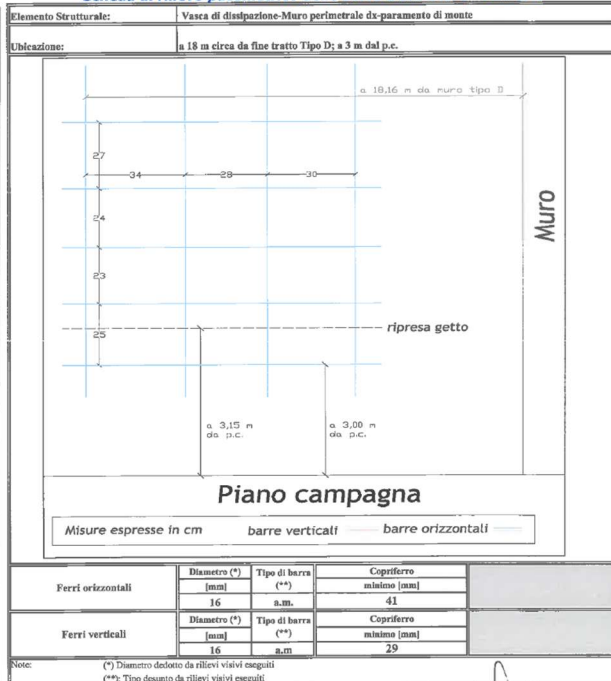 Elemento Strutturale: Vasca di dissipazione-Muro perimetrale dx-paramento di monte
Ubicazione: a 18 m circa da fine tratto Tipo D; a 3 m dal p.c.
a 18,16 m da muro tipo D
27
34 28 30
24
Muro
23
ripresa getto
25
a 3,15 m
da p.c.
a 3,00 m
da p.c.
Piano campagna
Misure espresse in cm barre verticali barre orizzontali
Ferri orizzontali
Diametro (*) Tipo di barra Copriferro
[mm] (**) minimo [mm]
16 a.m. 41
Ferri verticali
Diametro (*) Tipo di barra Copriferro
[mm] (**) minimo [mm]
16 a.m 29
Note: (*) Diametro dedotto da rilievi visivi eseguiti
(**): Tipo desunto da rilievi visivi eseguiti